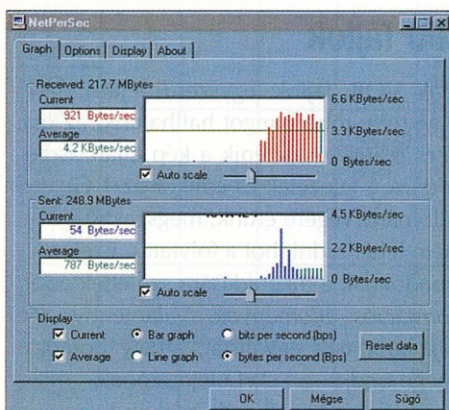 NetPerSec
Graph Options Display About
Received: 217.7 MBytes
Current
921 Bytes/sec
Average
4.2 KBytes/sec
6.6 KBytes/sec
3.3 KBytes/sec
0 Bytes/sec
Auto scale
Sent: 248.9 MBytes
Current
54 Bytes/sec
Average
787 Bytes/sec
4.5 KBytes/sec
2.2 KBytes/sec
0 Bytes/sec
Auto scale
Display
Current Bar graph bits per second (bps)
Average Line graph bytes per second (Bps)
Reset data
OK Mégse Súgó